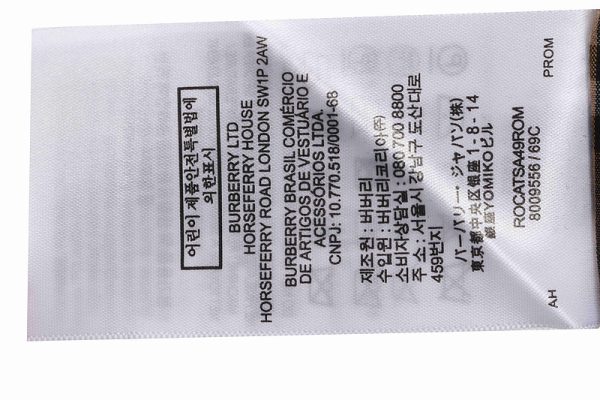 어린이 제품안전특별법에
의한표시
BURBERRY LTD
HORSEFERRY HOUSE
HORSEFERRY ROAD LONDON SW1P 2AW
BURBERRY BRASIL COMÉRCIO
DE ARTIGOS DE VESTUÁRIO E
ACESSÓRIOS LTDA.
CNPJ: 10.770.518/0001-68
제조원 : 버버리
수입원 : 버버리코리아(주)
소비자상담실 : 080 700 8800
주 소 : 서울시 강남구 도산대로
459번지
バーバリー・ジャパン(株)
東京都中央区銀座 1 - 8 - 14
銀座YOMIKOビル
ROCATSA49ROM
8009556 / 69C
AH PROM